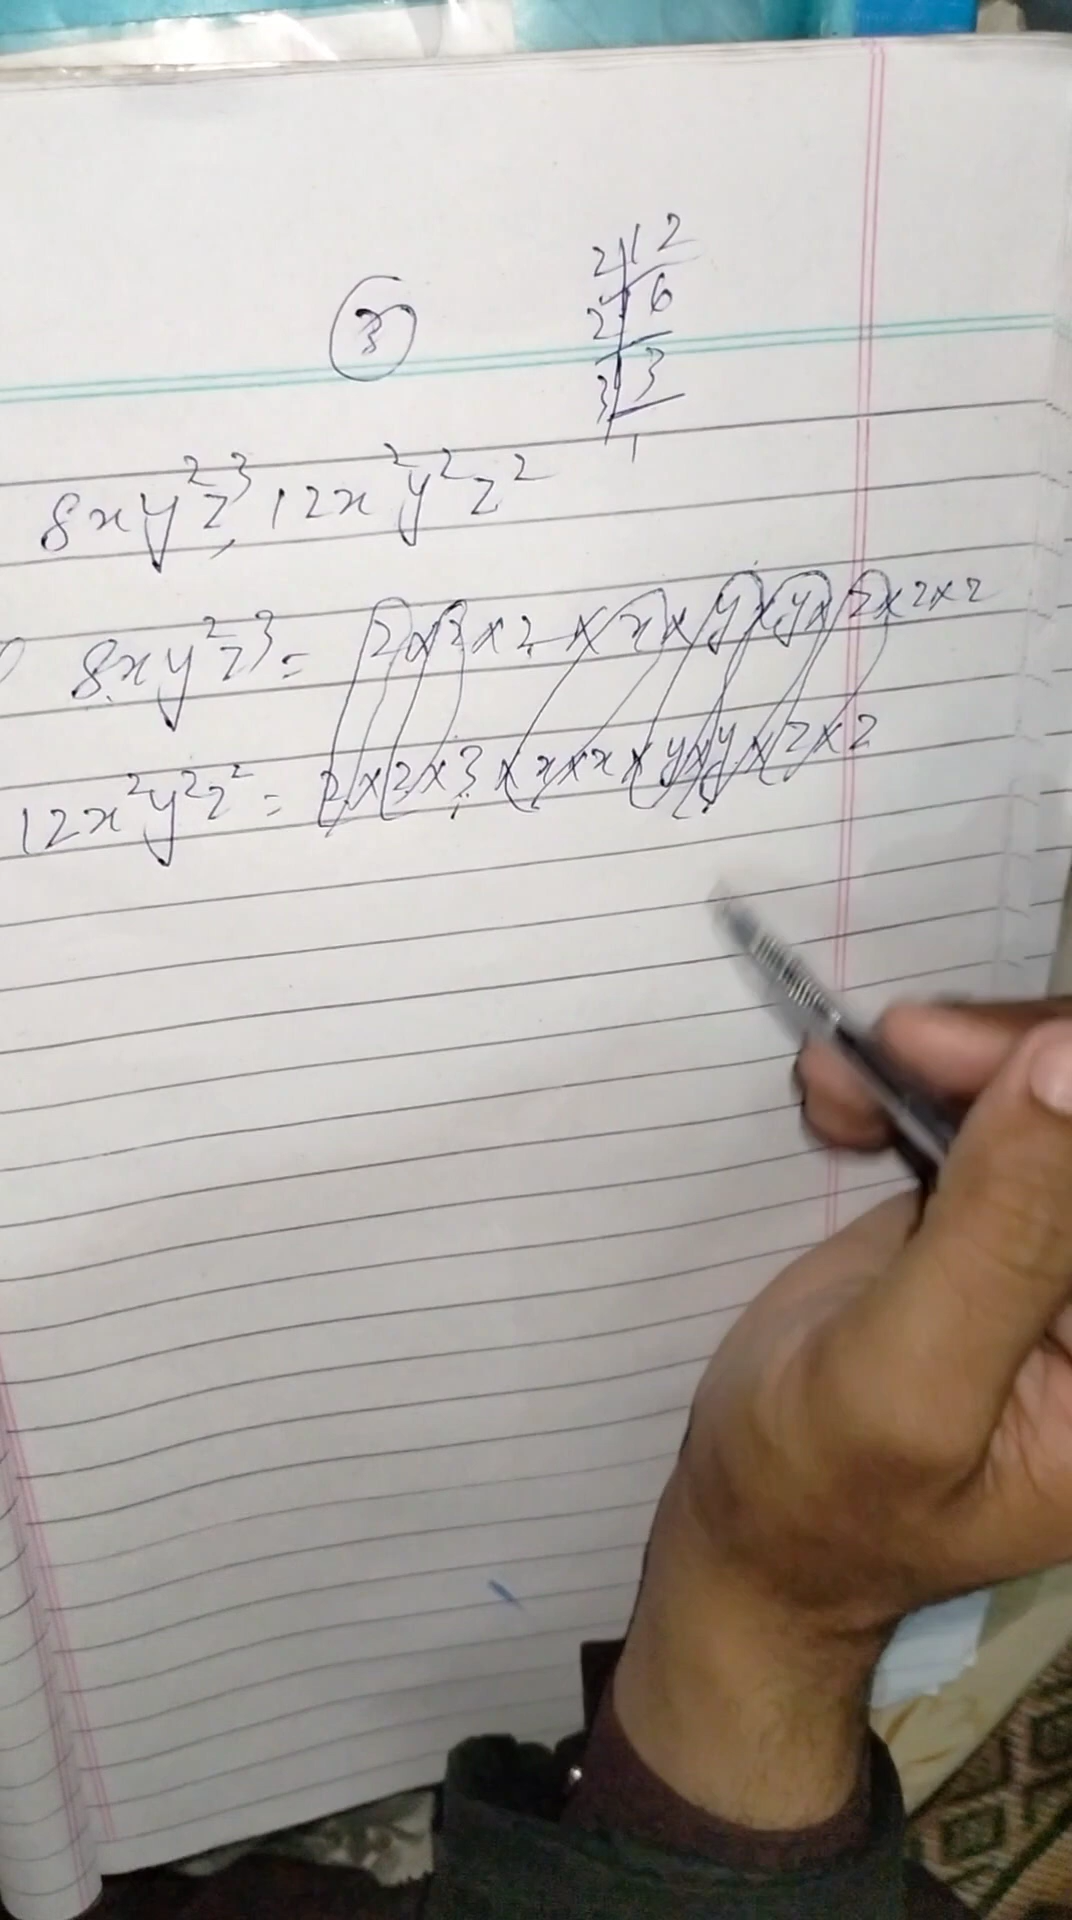 3
2 | 12
2 | 6
3 | 3
1
8xy²z³, 12x²y²z²
8xy²z³ = 2×2×2×x×y×y×z×z×z
12x²y²z² = 2×2×3×x×x×y×y×z×z